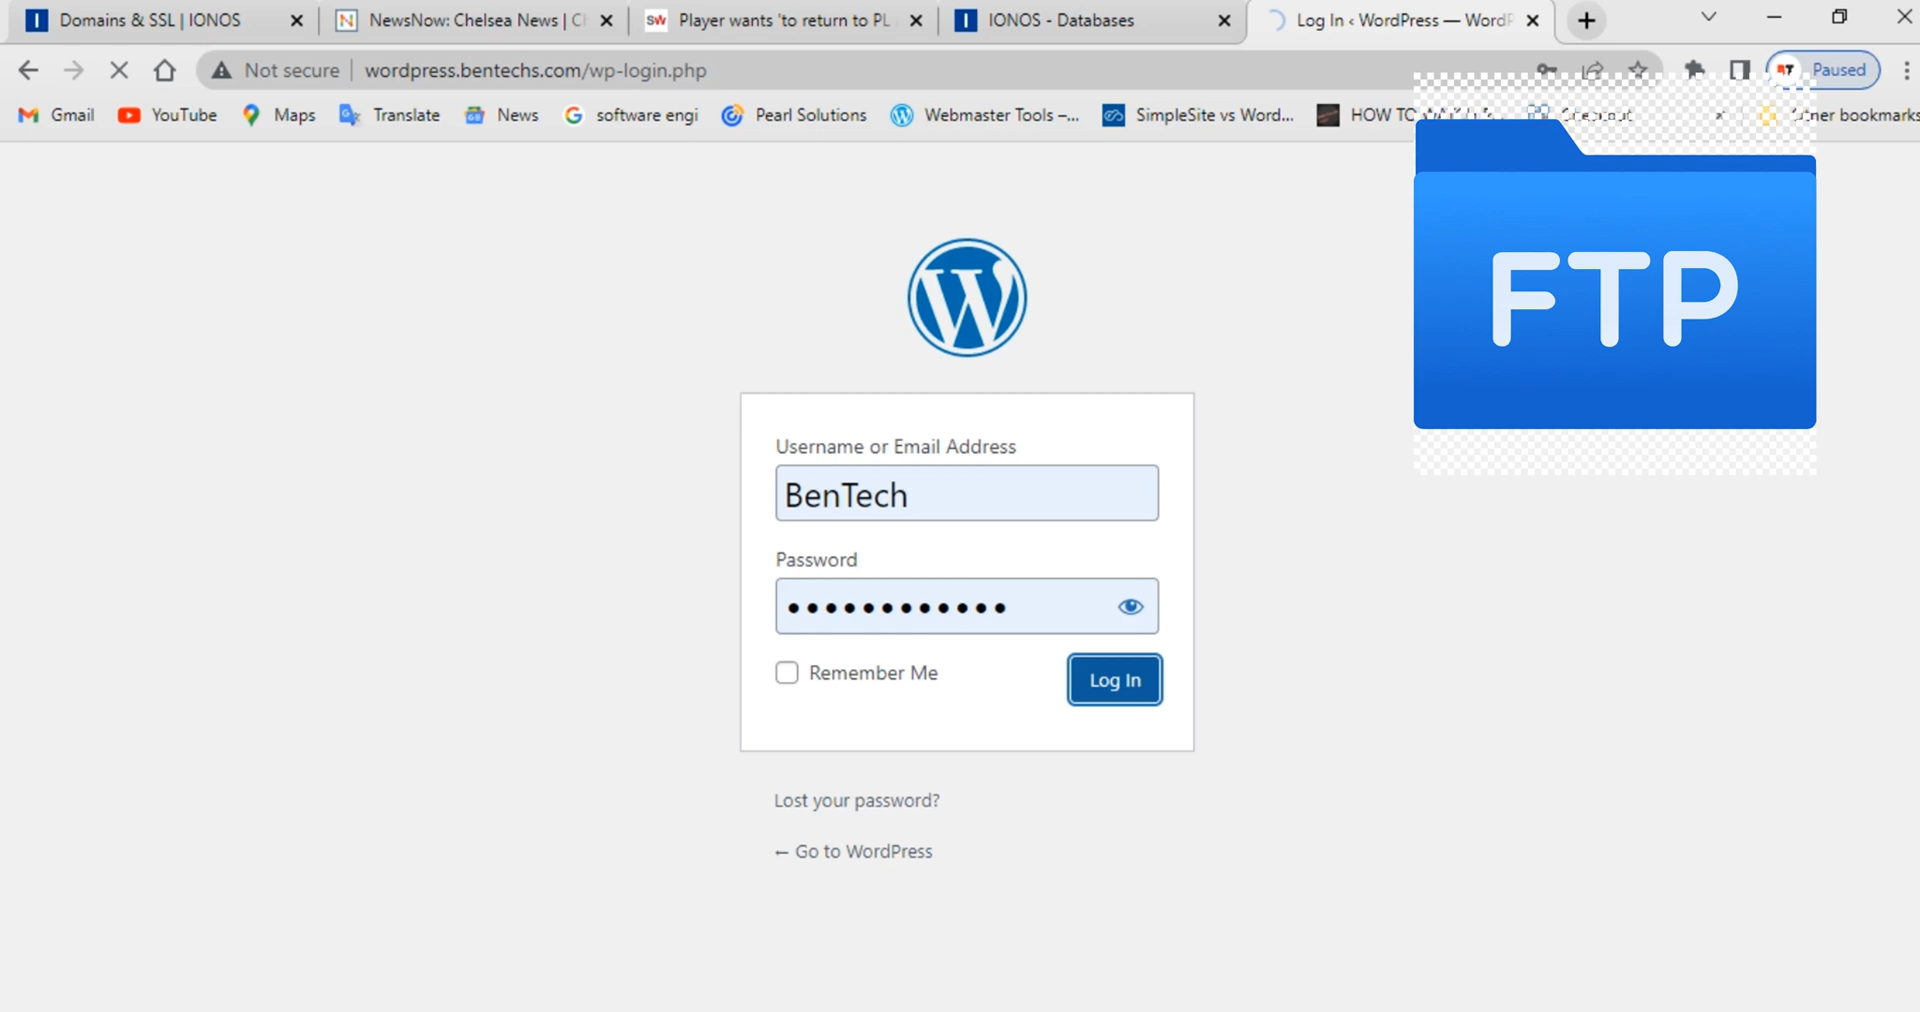 Domains & SSL | IONOS
NewsNow: Chelsea News |
Player wants 'to return to PL
IONOS - Databases
Log In ‹ WordPress —
Not secure
wordpress.bentechs.com/wp-login.php
Paused
Gmail
YouTube
Maps
Translate
News
software engi
Pearl Solutions
Webmaster Tools –...
SimpleSite vs Word...
HOW TO
bookmarks
FTP
Username or Email Address
BenTech
Password
Remember Me
Log In
Lost your password?
← Go to WordPress